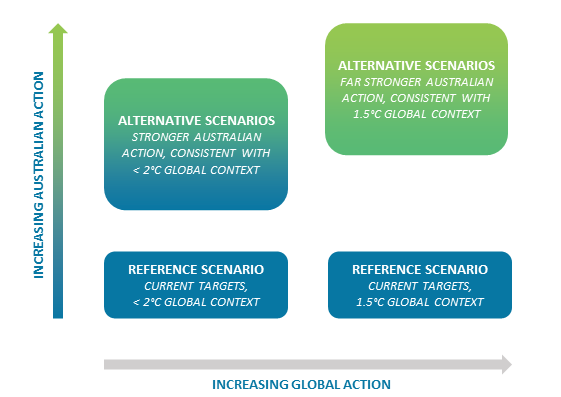 INCREASING AUSTRALIAN ACTION
ALTERNATIVE SCENARIOS
STRONGER AUSTRALIAN
ACTION, CONSISTENT WITH
< 2°C GLOBAL CONTEXT
ALTERNATIVE SCENARIOS
FAR STRONGER AUSTRALIAN
ACTION, CONSISTENT WITH
1.5°C GLOBAL CONTEXT
REFERENCE SCENARIO
CURRENT TARGETS,
< 2°C GLOBAL CONTEXT
REFERENCE SCENARIO
CURRENT TARGETS,
1.5°C GLOBAL CONTEXT
INCREASING GLOBAL ACTION